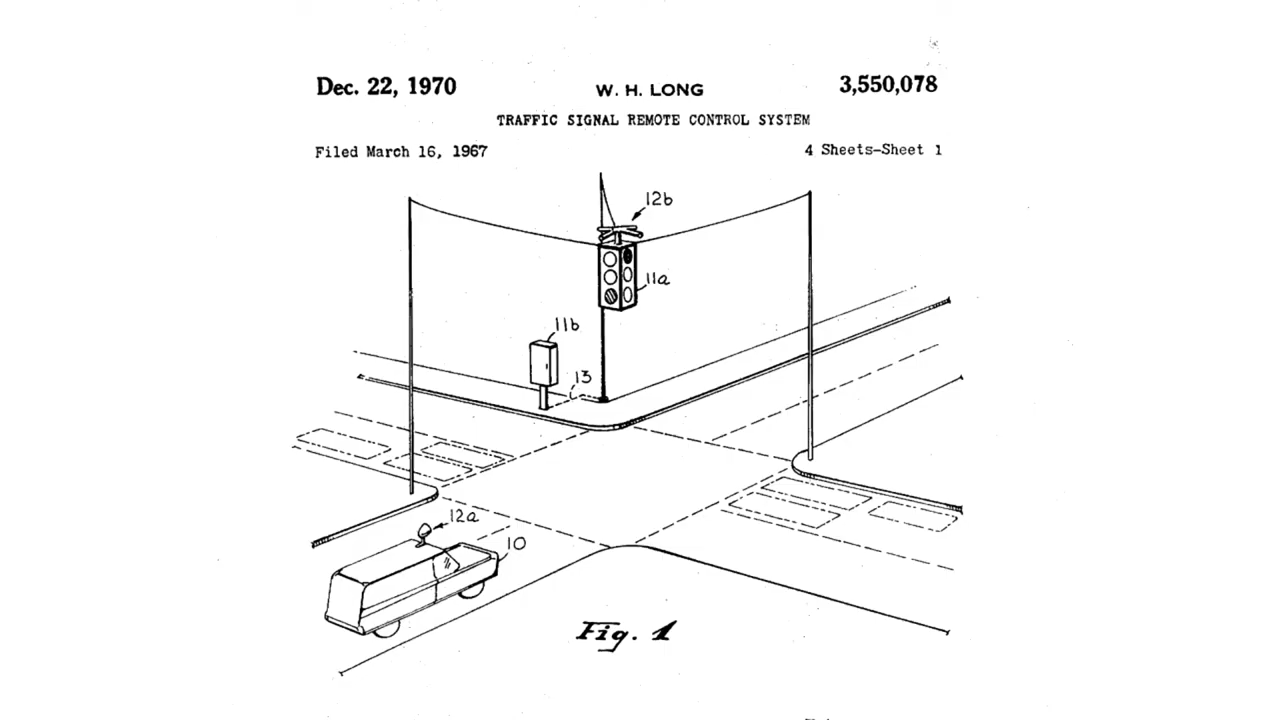 Dec. 22, 1970 W. H. LONG 3,550,078
TRAFFIC SIGNAL REMOTE CONTROL SYSTEM
Filed March 16, 1967 4 Sheets-Sheet 1
12b
11a
11b
13
12a
10
Fig. 1